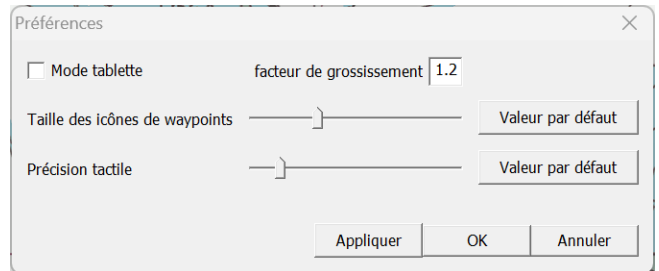 Préférences
Mode tablette facteur de grossissement 1.2
Taille des icônes de waypoints Valeur par défaut
Précision tactile Valeur par défaut
Appliquer OK Annuler